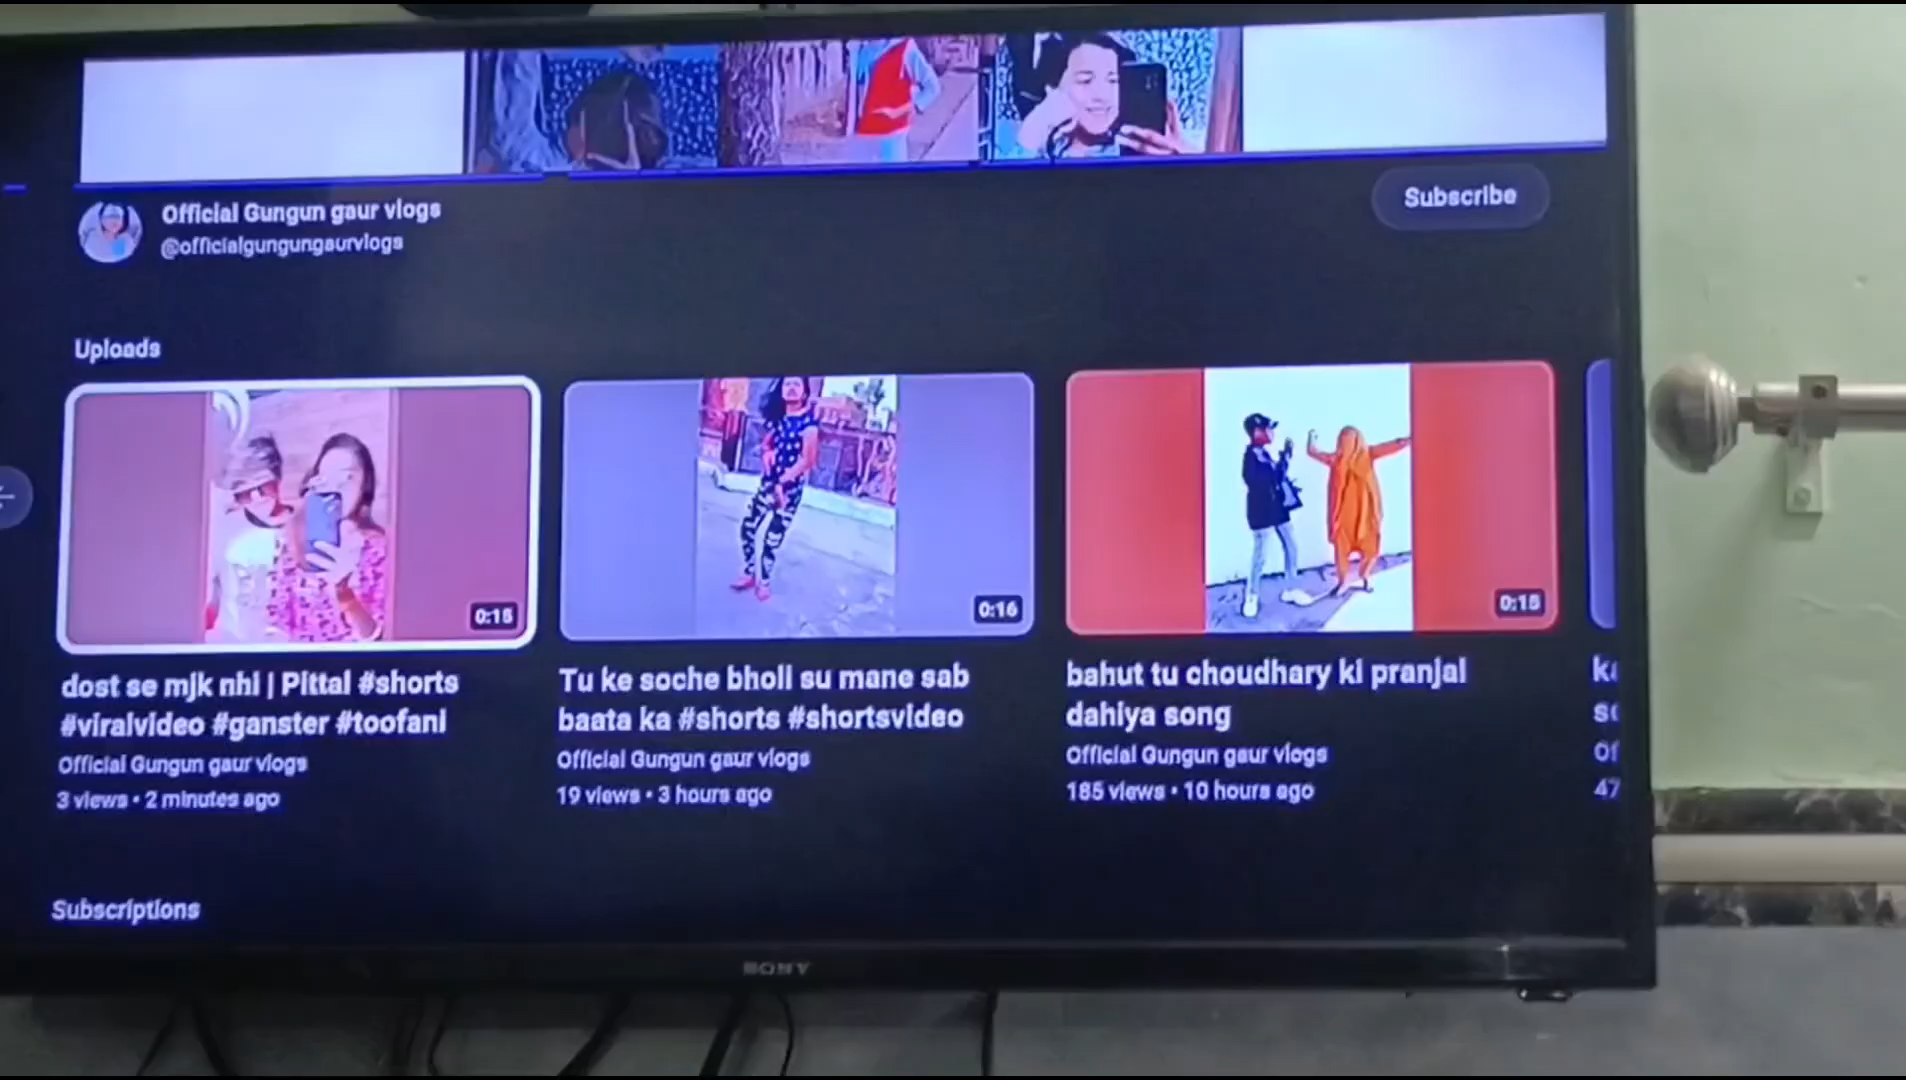 Official Gungun gaur vlogs
@officialgungungaurvlogs
Subscribe
Uploads
0:15
0:16
0:15
dost se mjk nhi | Pittal #shorts
#viralvideo #ganster #toofani
Official Gungun gaur vlogs
3 views • 2 minutes ago
Tu ke soche bholi su mane sab
baata ka #shorts #shortsvideo
Official Gungun gaur vlogs
19 views • 3 hours ago
bahut tu choudhary ki pranjal
dahiya song
Official Gungun gaur vlogs
185 views • 10 hours ago
47
Subscriptions
SONY